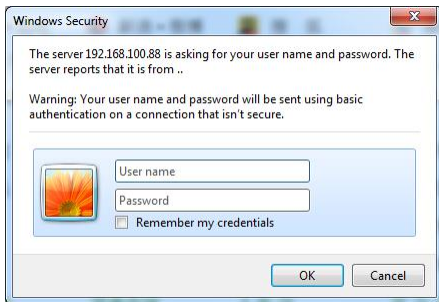 Windows Security
The server 192.168.100.88 is asking for your user name and password. The
server reports that it is from ..
Warning: Your user name and password will be sent using basic
authentication on a connection that isn't secure.
User name
Password
Remember my credentials
OK
Cancel